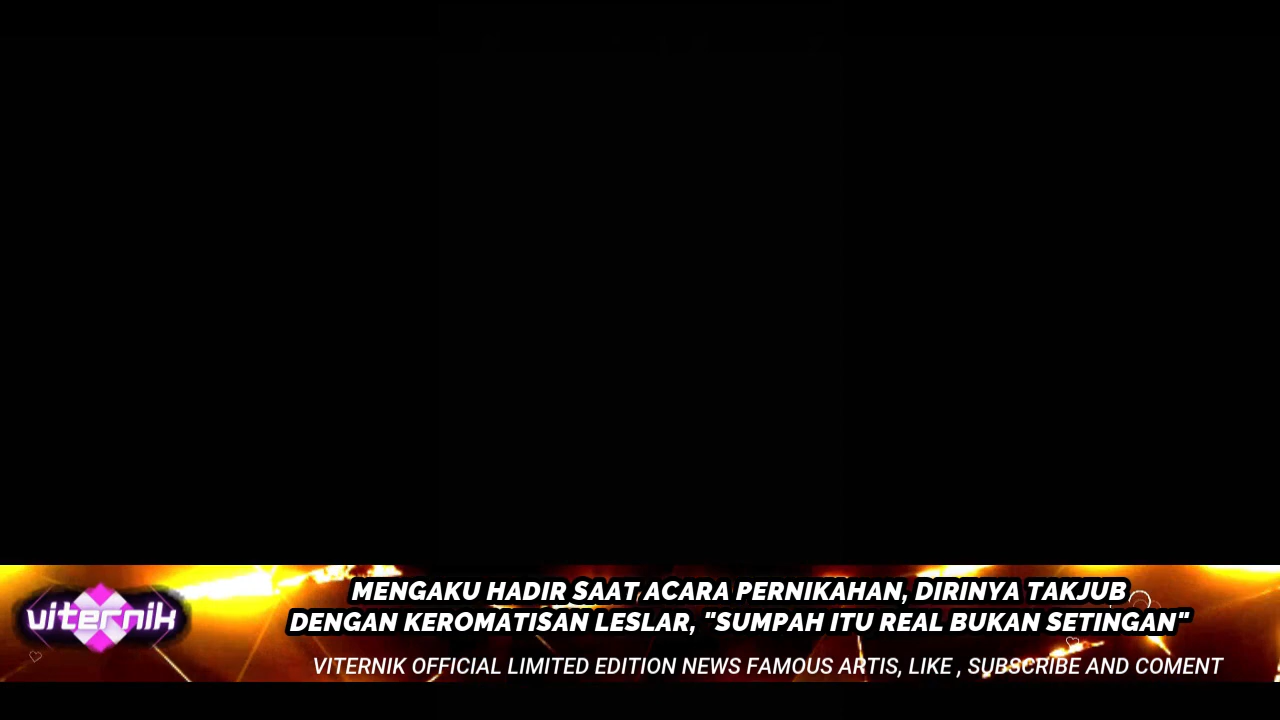 viternik
MENGAKU HADIR SAAT ACARA PERNIKAHAN, DIRINYA TAKJUB
DENGAN KEROMATISAN LESLAR, "SUMPAH ITU REAL BUKAN SETINGAN"
VITERNIK OFFICIAL LIMITED EDITION NEWS FAMOUS ARTIS, LIKE , SUBSCRIBE AND COMENT